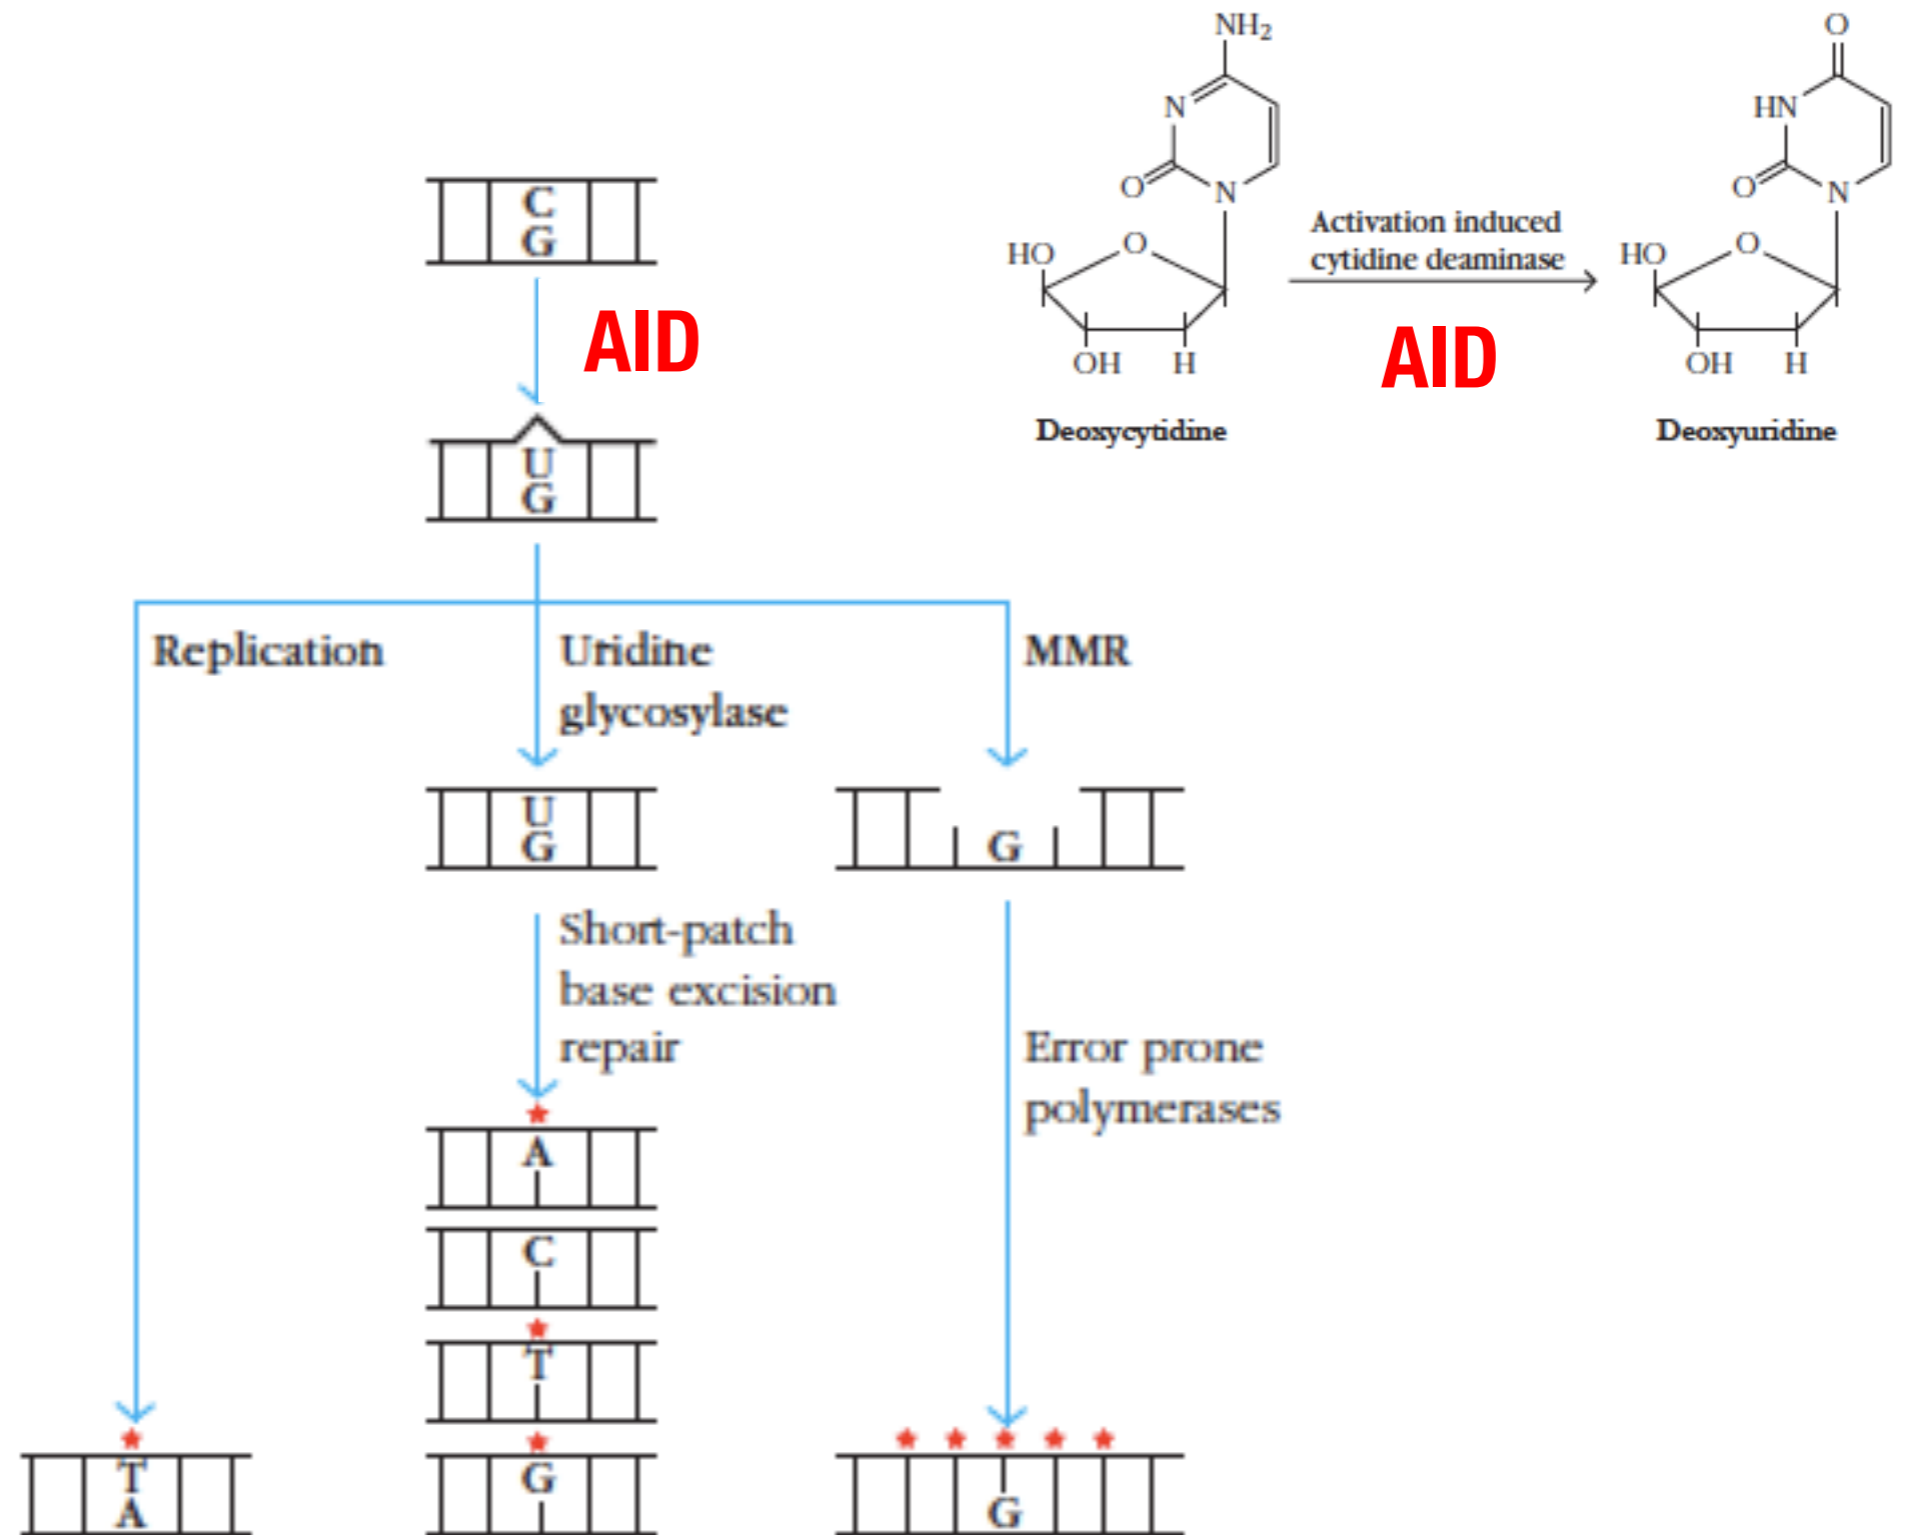 NH₂
N
O
N
HO
O
OH
H
Deoxycytidine
Activation induced
cytidine deaminase
AID
O
HN
O
N
HO
O
OH
H
Deoxyuridine
C
G
AID
U
G
Replication
Uridine
glycosylase
MMR
U
G
G
Short-patch
base excision
repair
Error prone
polymerases
A
C
T
G
T
A
G